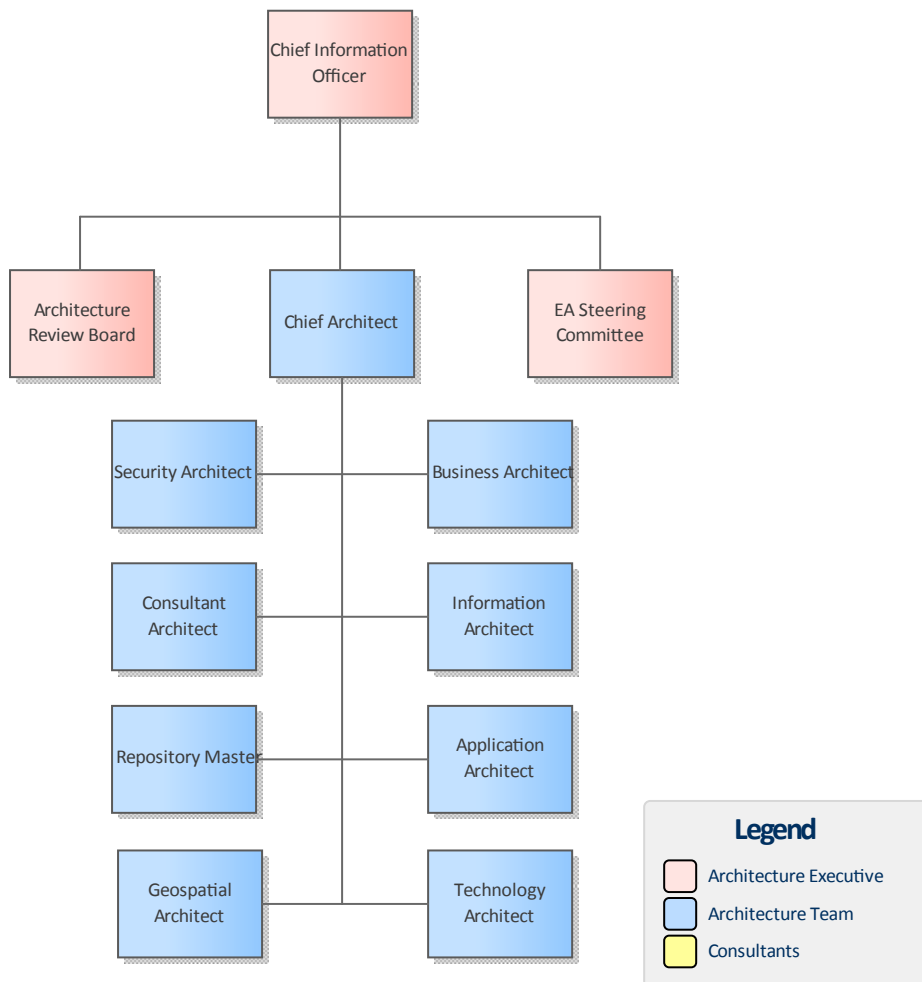 Chief Information
Officer
Architecture
Review Board
Chief Architect
EA Steering
Committee
Security Architect
Business Architect
Consultant
Architect
Information
Architect
Repository Master
Application
Architect
Geospatial
Architect
Technology
Architect
Legend
Architecture Executive
Architecture Team
Consultants